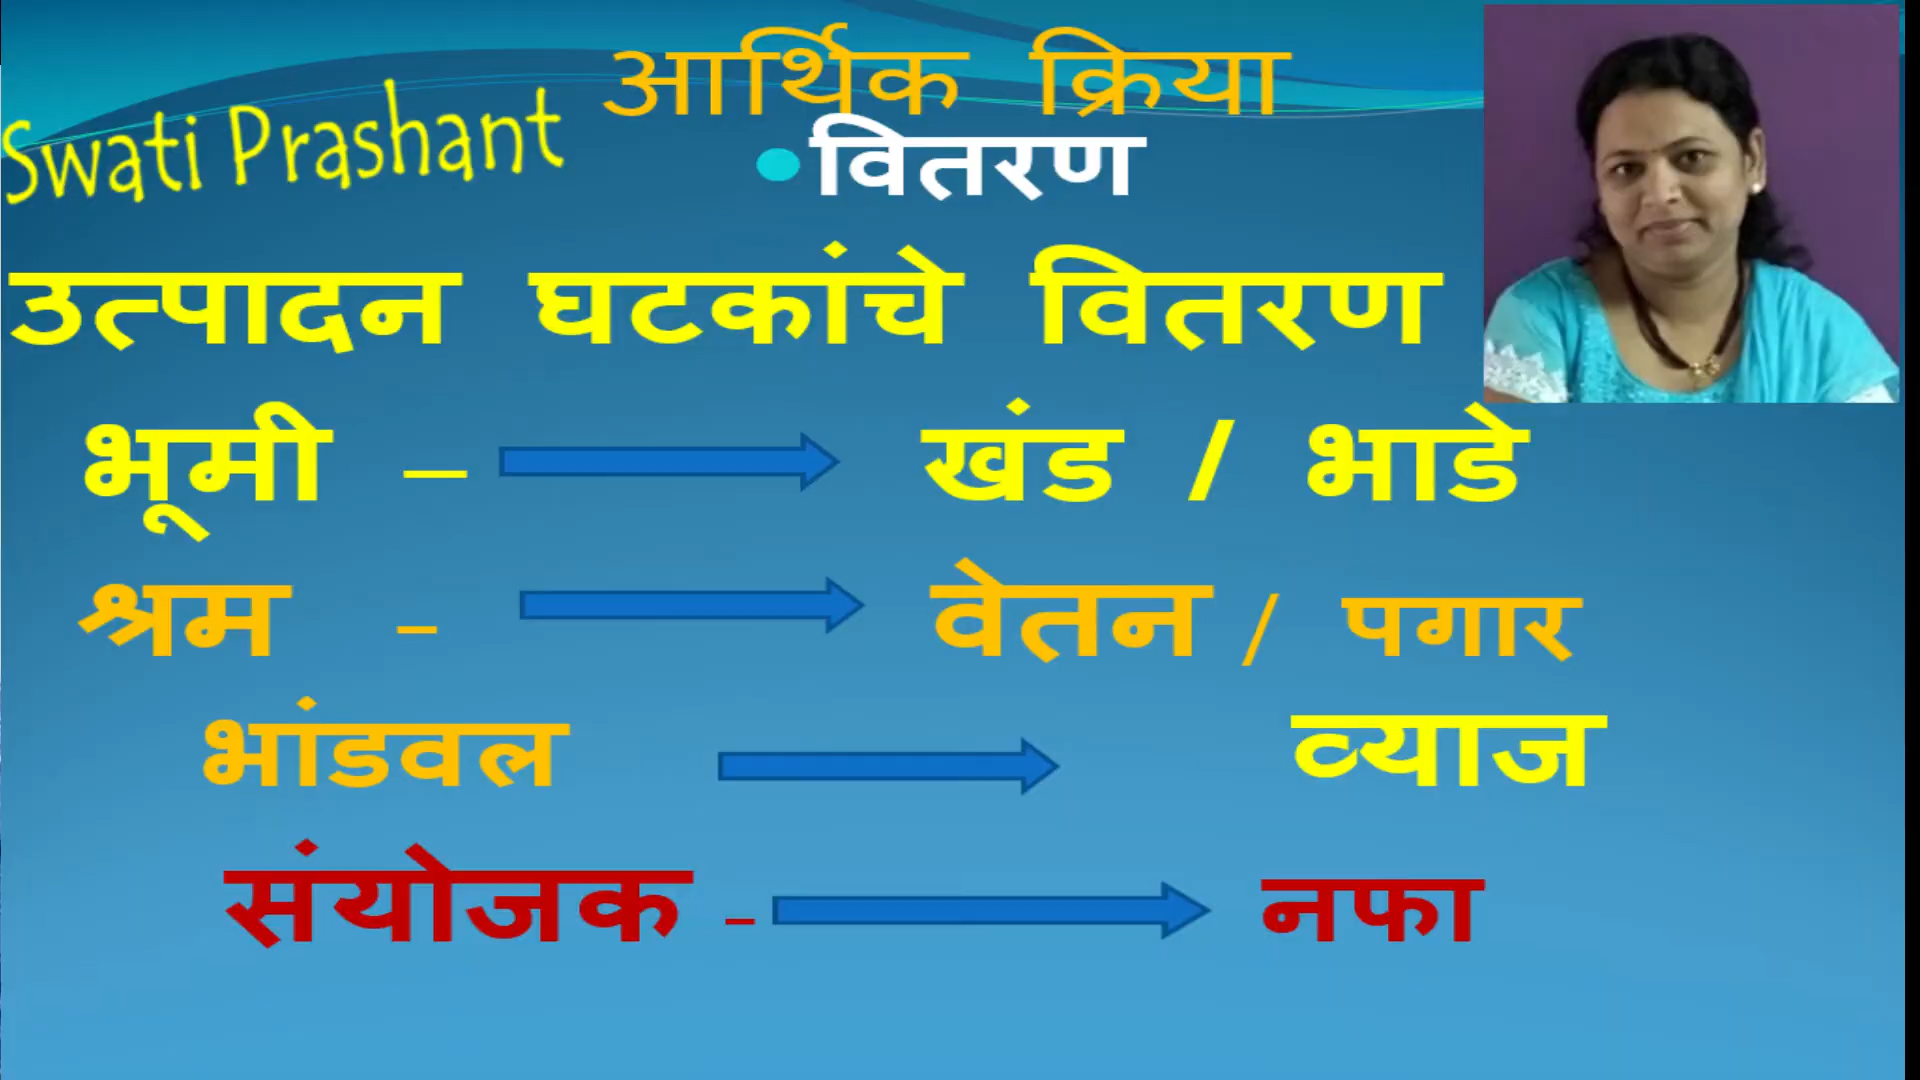 आर्थिक क्रिया
Swati Prashant
वितरण
उत्पादन घटकांचे वितरण
भूमी – खंड / भाडे
श्रम - वेतन / पगार
भांडवल व्याज
संयोजक - नफा